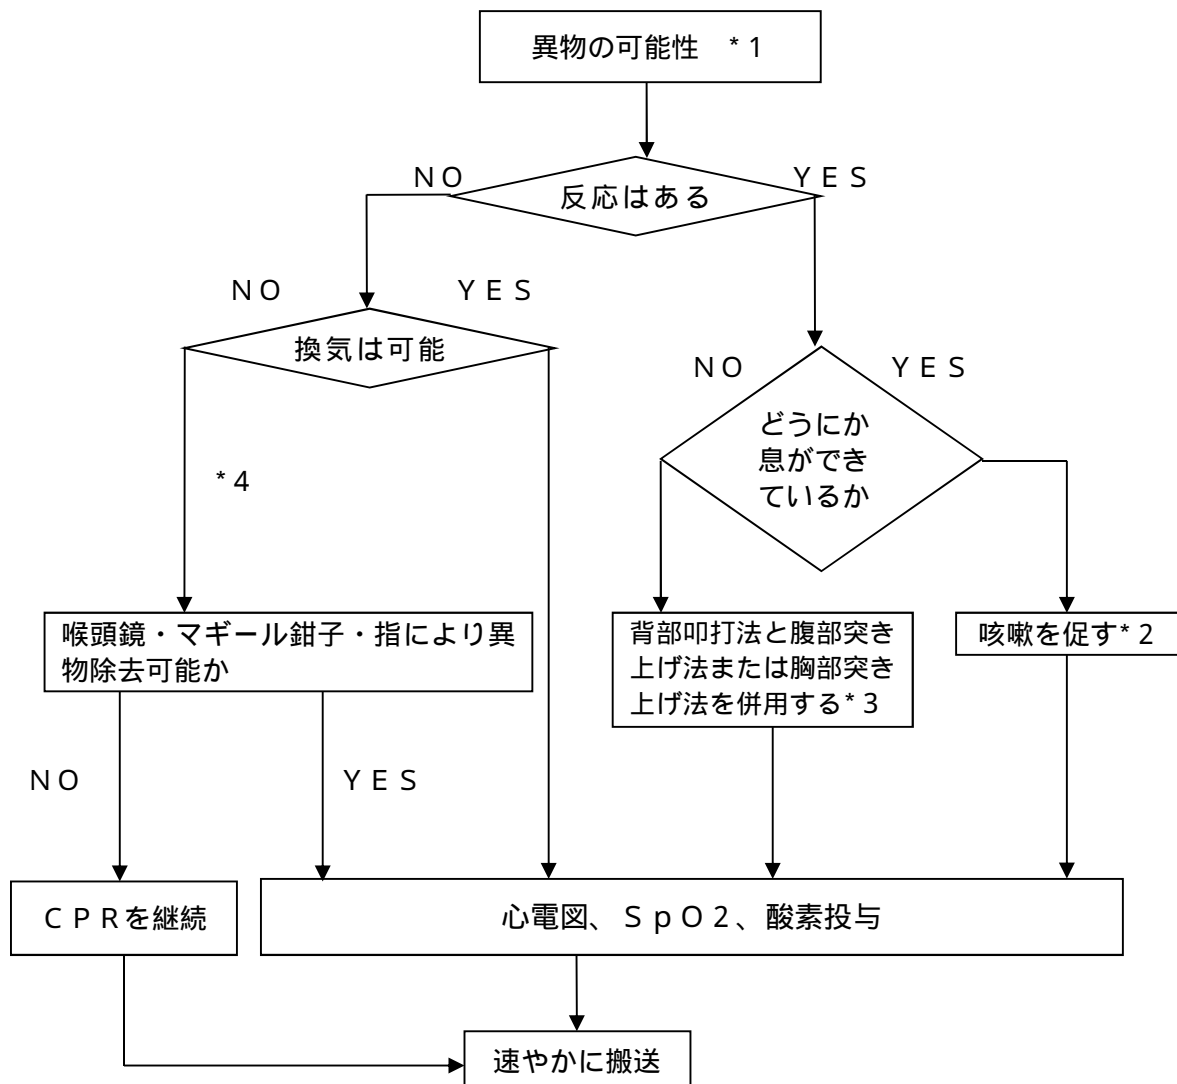 異物の可能性 *1
NO
YES
反応はある
NO
YES
換気は可能
NO
YES
どうにか
息ができ
ているか
*4
喉頭鏡・マギール鉗子・指により異
物除去可能か
背部叩打法と腹部突き
上げ法または胸部突き
上げ法を併用する*3
咳嗽を促す*2
NO
YES
CPRを継続
心電図、SpO2、酸素投与
速やかに搬送